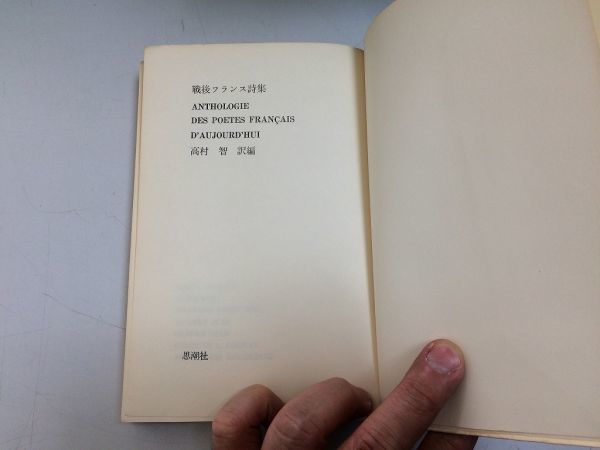 戦後フランス詩集
ANTHOLOGIE
DES POETES FRANÇAIS
D'AUJOURD'HUI
高村 智 訳編
思潮社